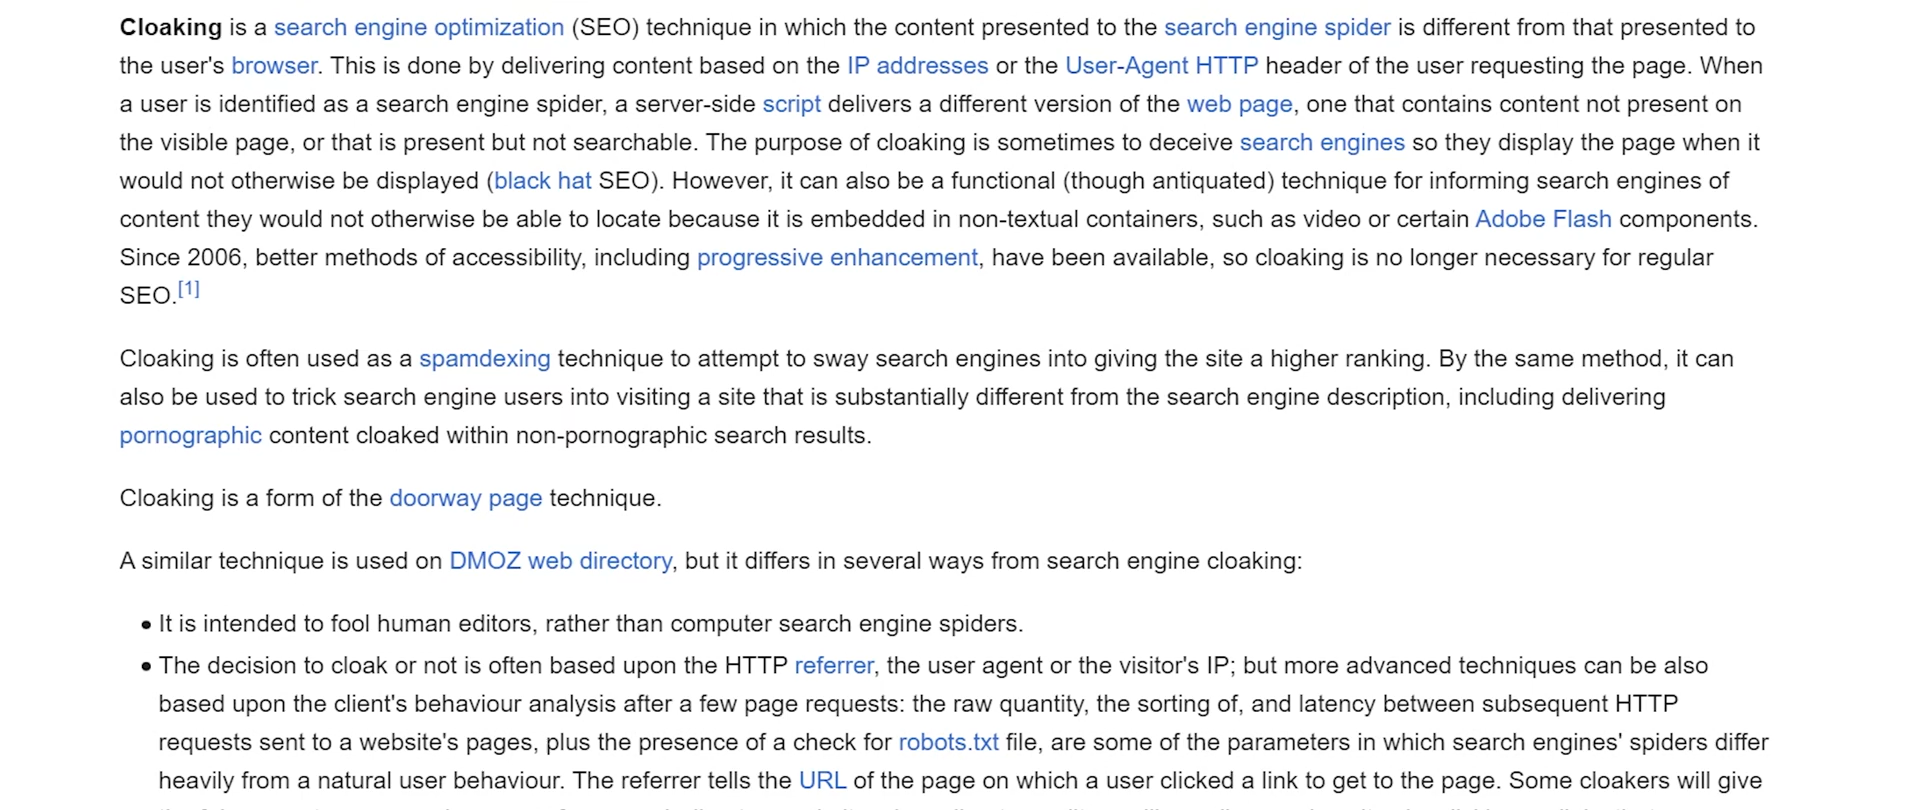 Cloaking is a search engine optimization (SEO) technique in which the content presented to the search engine spider is different from that presented to
the user's browser. This is done by delivering content based on the IP addresses or the User-Agent HTTP header of the user requesting the page. When
a user is identified as a search engine spider, a server-side script delivers a different version of the web page, one that contains content not present on
the visible page, or that is present but not searchable. The purpose of cloaking is sometimes to deceive search engines so they display the page when it
would not otherwise be displayed (black hat SEO). However, it can also be a functional (though antiquated) technique for informing search engines of
content they would not otherwise be able to locate because it is embedded in non-textual containers, such as video or certain Adobe Flash components.
Since 2006, better methods of accessibility, including progressive enhancement, have been available, so cloaking is no longer necessary for regular
SEO.[1]
Cloaking is often used as a spamdexing technique to attempt to sway search engines into giving the site a higher ranking. By the same method, it can
also be used to trick search engine users into visiting a site that is substantially different from the search engine description, including delivering
pornographic content cloaked within non-pornographic search results.
Cloaking is a form of the doorway page technique.
A similar technique is used on DMOZ web directory, but it differs in several ways from search engine cloaking:
• It is intended to fool human editors, rather than computer search engine spiders.
• The decision to cloak or not is often based upon the HTTP referrer, the user agent or the visitor's IP; but more advanced techniques can be also
based upon the client's behaviour analysis after a few page requests: the raw quantity, the sorting of, and latency between subsequent HTTP
requests sent to a website's pages, plus the presence of a check for robots.txt file, are some of the parameters in which search engines' spiders differ
heavily from a natural user behaviour. The referrer tells the URL of the page on which a user clicked a link to get to the page. Some cloakers will give